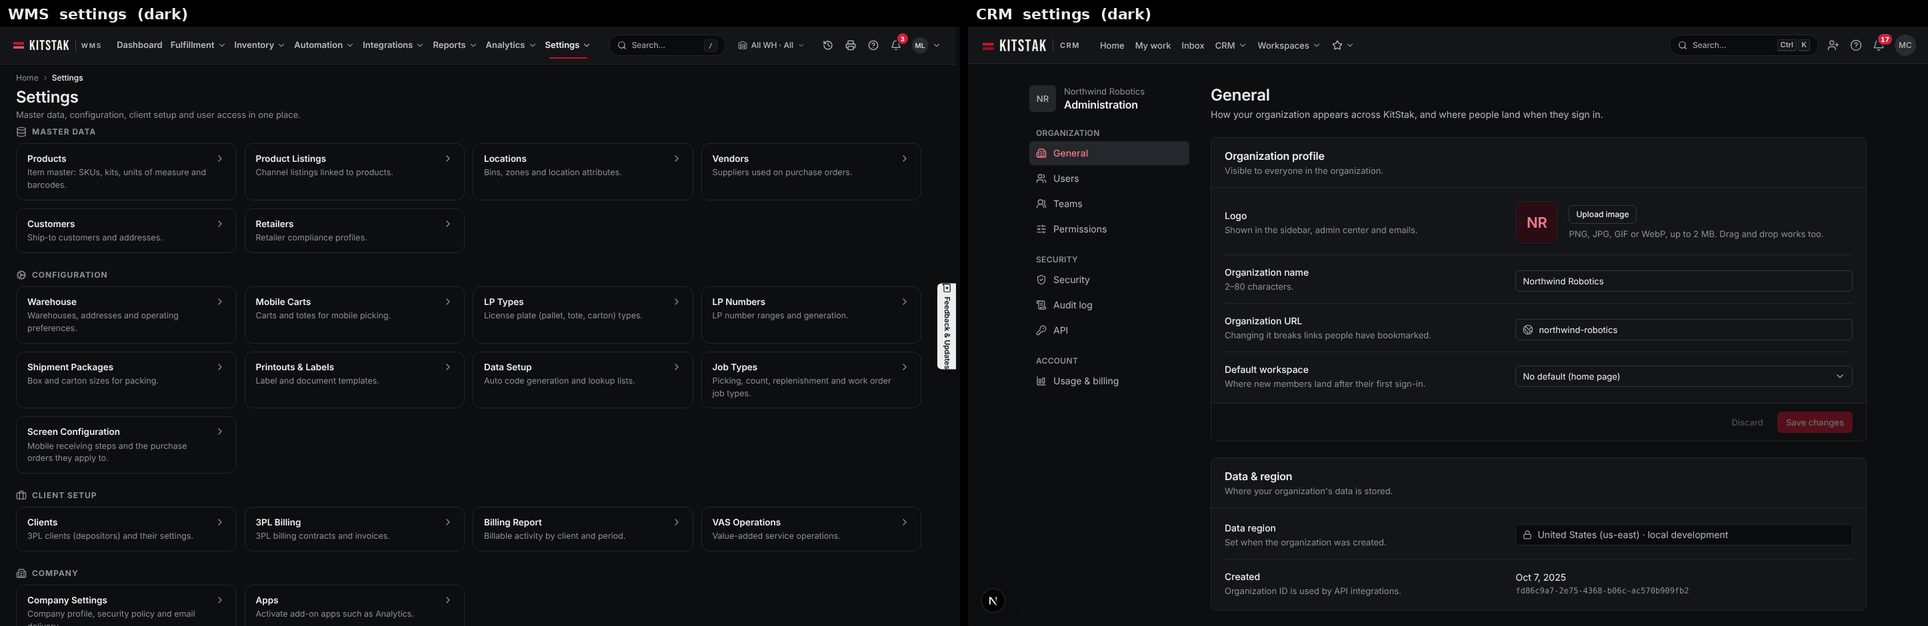 WMS settings (dark)
KITSTAK WMS Dashboard Fulfillment Inventory Automation Integrations Reports Analytics Settings Search... / All WH · All 3 ML
Home > Settings
Settings
Master data, configuration, client setup and user access in one place.
MASTER DATA
Products
Item master: SKUs, kits, units of measure and
barcodes.
Product Listings
Channel listings linked to products.
Locations
Bins, zones and location attributes.
Vendors
Suppliers used on purchase orders.
Customers
Ship-to customers and addresses.
Retailers
Retailer compliance profiles.
CONFIGURATION
Warehouse
Warehouses, addresses and operating
preferences.
Mobile Carts
Carts and totes for mobile picking.
LP Types
License plate (pallet, tote, carton) types.
LP Numbers
LP number ranges and generation.
Shipment Packages
Box and carton sizes for packing.
Printouts & Labels
Label and document templates.
Data Setup
Auto code generation and lookup lists.
Job Types
Picking, count, replenishment and work order
job types.
Screen Configuration
Mobile receiving steps and the purchase
orders they apply to.
CLIENT SETUP
Clients
3PL clients (depositors) and their settings.
3PL Billing
3PL billing contracts and invoices.
Billing Report
Billable activity by client and period.
VAS Operations
Value-added service operations.
COMPANY
Company Settings
Company profile, security policy and email
delivery.
Apps
Activate add-on apps such as Analytics.
Feedback & Updates
CRM settings (dark)
KITSTAK CRM Home My work Inbox CRM Workspaces Search... Ctrl K 17 MC
NR
Northwind Robotics
Administration
ORGANIZATION
General
Users
Teams
Permissions
SECURITY
Security
Audit log
API
ACCOUNT
Usage & billing
N
General
How your organization appears across KitStak, and where people land when they sign in.
Organization profile
Visible to everyone in the organization.
Logo
Shown in the sidebar, admin center and emails.
NR
Upload image
PNG, JPG, GIF or WebP, up to 2 MB. Drag and drop works too.
Organization name
2–80 characters.
Northwind Robotics
Organization URL
Changing it breaks links people have bookmarked.
northwind-robotics
Default workspace
Where new members land after their first sign-in.
No default (home page)
Discard Save changes
Data & region
Where your organization's data is stored.
Data region
Set when the organization was created.
United States (us-east) · local development
Created
Organization ID is used by API integrations.
Oct 7, 2025
fd86c9a7-2e75-4368-b06c-ac570b909fb2